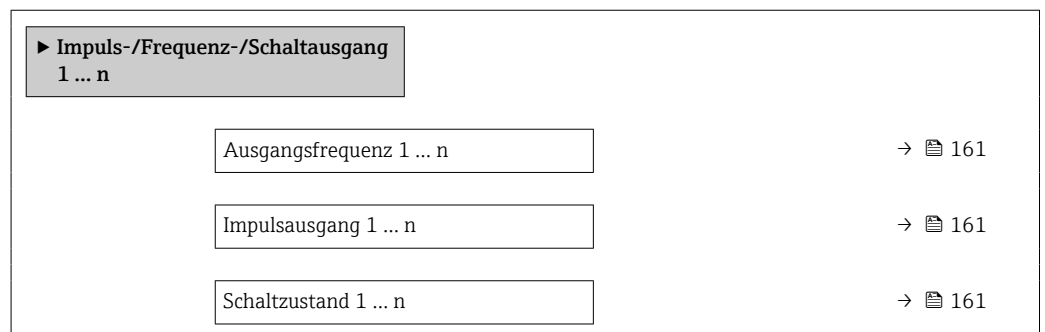 ▶ Impuls-/Frequenz-/Schaltausgang
1 ... n
Ausgangsfrequenz 1 ... n → 161
Impulsausgang 1 ... n → 161
Schaltzustand 1 ... n → 161